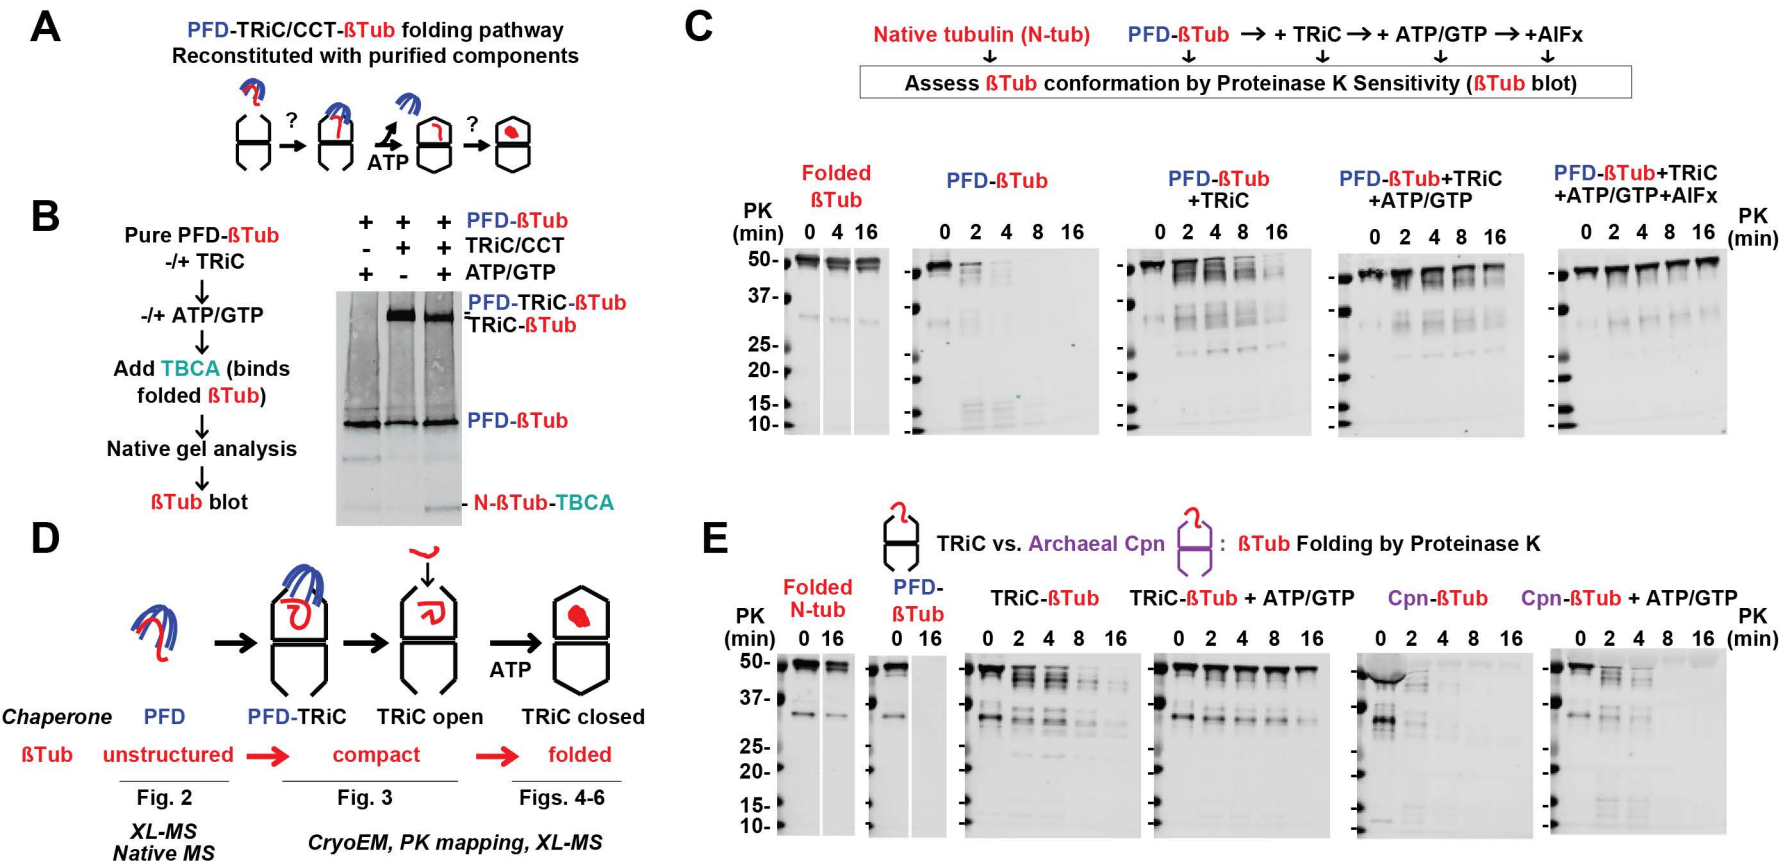 A
PFD-TRiC/CCT-ßTub folding pathway
Reconstituted with purified components
?
ATP
?
B
Pure PFD-ßTub
-/+ TRiC
-/+ ATP/GTP
Add TBCA (binds
folded ßTub)
Native gel analysis
ßTub blot
+ + + PFD-ßTub
- + + TRiC/CCT
+ - + ATP/GTP
PFD-TRiC-ßTub
TRiC-ßTub
PFD-ßTub
N-ßTub-TBCA
C
Native tubulin (N-tub) PFD-ßTub → + TRiC → + ATP/GTP → +AlFx
Assess ßTub conformation by Proteinase K Sensitivity (ßTub blot)
Folded
ßTub
PK
(min)
0 4 16
50-
37-
25-
20-
15-
10-
PFD-ßTub
0 2 4 8 16
PFD-ßTub
+TRiC
0 2 4 8 16
PFD-ßTub+TRiC
+ATP/GTP
0 2 4 8 16
PFD-ßTub+TRiC
+ATP/GTP+AlFx
0 2 4 8 16
PK
(min)
D
ATP
Chaperone PFD PFD-TRiC TRiC open TRiC closed
ßTub unstructured compact folded
Fig. 2 Fig. 3 Figs. 4-6
XL-MS
Native MS
CryoEM, PK mapping, XL-MS
E
TRiC vs. Archaeal Cpn : ßTub Folding by Proteinase K
Folded
N-tub
PK
(min)
0 16
50-
37-
25-
20-
15-
10-
PFD-
ßTub
0 16
TRiC-ßTub
0 2 4 8 16
TRiC-ßTub + ATP/GTP
0 2 4 8 16
Cpn-ßTub
0 2 4 8 16
Cpn-ßTub + ATP/GTP
0 2 4 8 16
PK
(min)